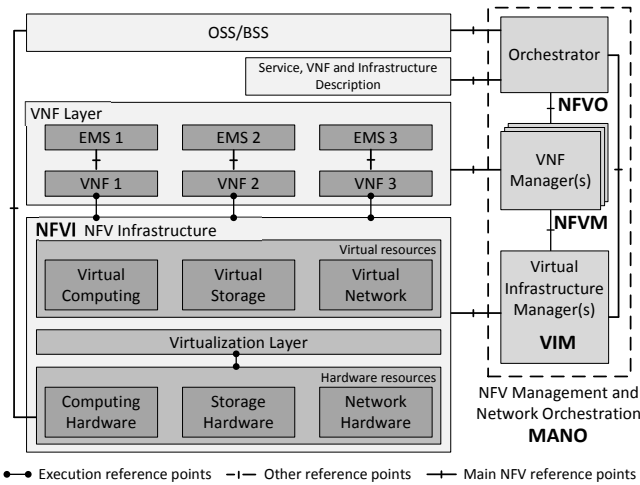 OSS/BSS
Orchestrator
Service, VNF and Infrastructure
Description
NFVO
VNF Layer
EMS 1
EMS 2
EMS 3
VNF 1
VNF 2
VNF 3
VNF
Manager(s)
NFVM
NFVI NFV Infrastructure
Virtual resources
Virtual
Computing
Virtual
Storage
Virtual
Network
Virtual
Infrastructure
Manager(s)
VIM
Virtualization Layer
Hardware resources
Computing
Hardware
Storage
Hardware
Network
Hardware
NFV Management and
Network Orchestration
MANO
Execution reference points
Other reference points
Main NFV reference points